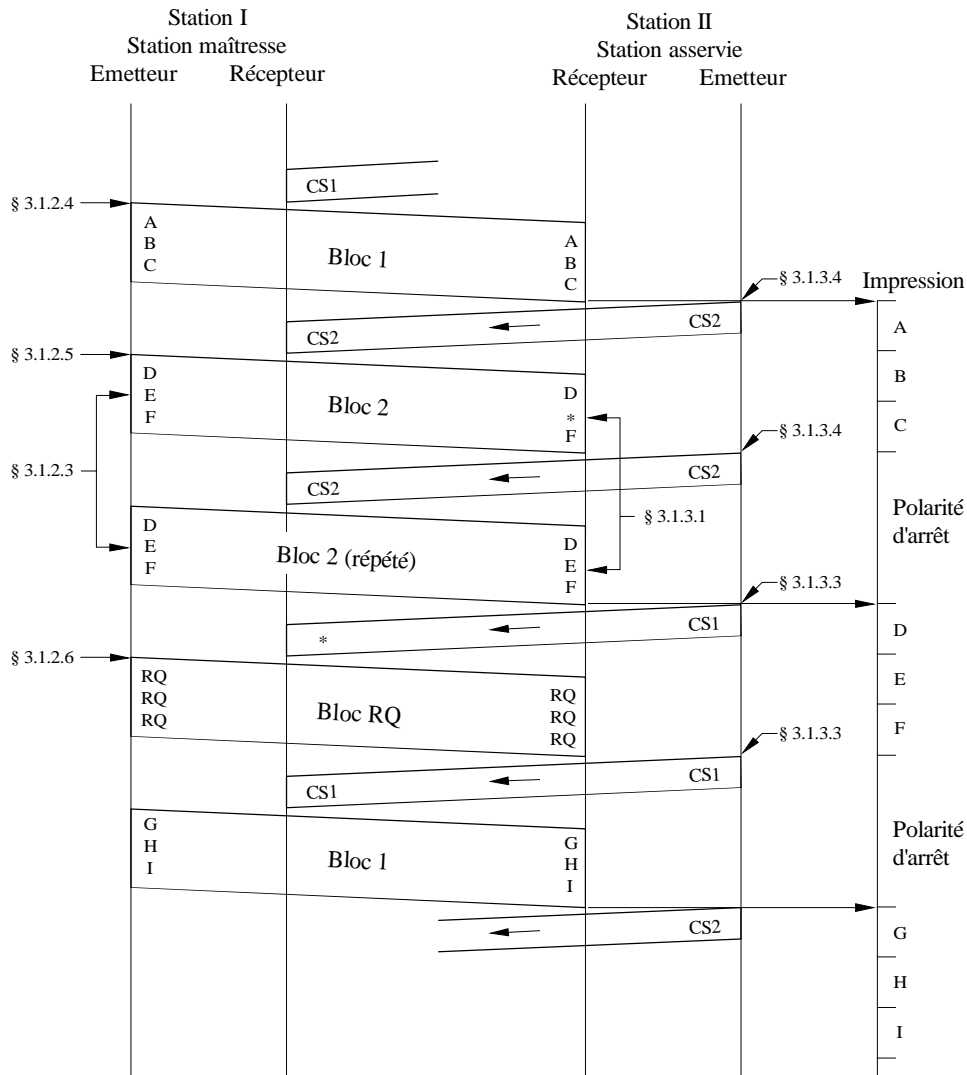 Station I
Station maîtresse
Emetteur
Récepteur
Station II
Station asservie
Récepteur
Emetteur
CS1
§ 3.1.2.4
A
B
C
Bloc 1
A
B
C
§ 3.1.3.4
Impression
CS2
CS2
A
§ 3.1.2.5
D
E
F
Bloc 2
D
*
F
B
C
§ 3.1.3.4
§ 3.1.2.3
CS2
CS2
§ 3.1.3.1
Polarité
d'arrêt
D
E
F
Bloc 2 (répété)
D
E
F
§ 3.1.3.3
*
CS1
D
§ 3.1.2.6
RQ
RQ
RQ
Bloc RQ
RQ
RQ
RQ
E
F
§ 3.1.3.3
CS1
CS1
G
H
I
Bloc 1
G
H
I
Polarité
d'arrêt
CS2
G
H
I